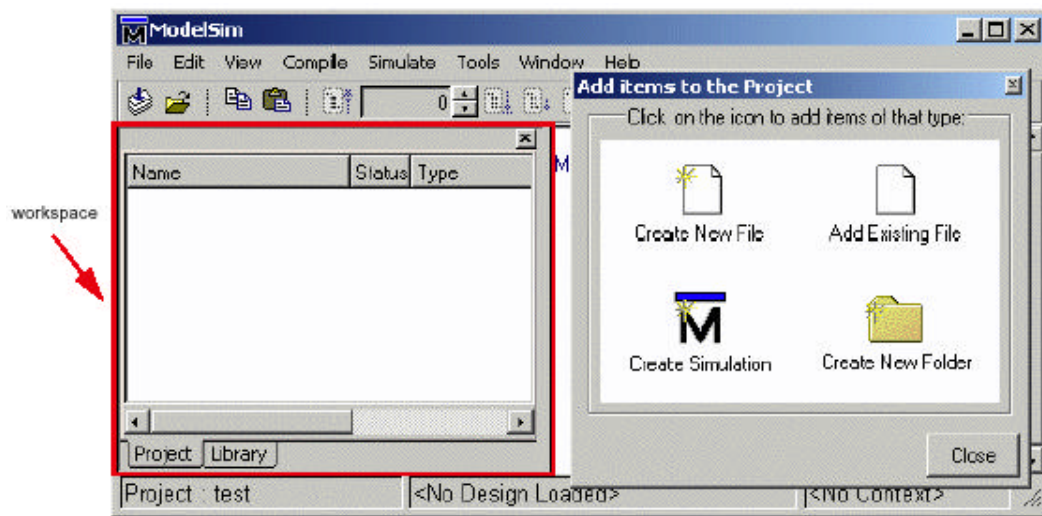 ModelSim
File Edit View Compile Simulate Tools Window Help
0
Add items to the Project
Click on the icon to add items of that type:
Create New File
Add Existing File
Create Simulation
Create New Folder
Close
workspace
Name Status Type
M
Project Library
Project : test <No Design Loaded> <No Context>